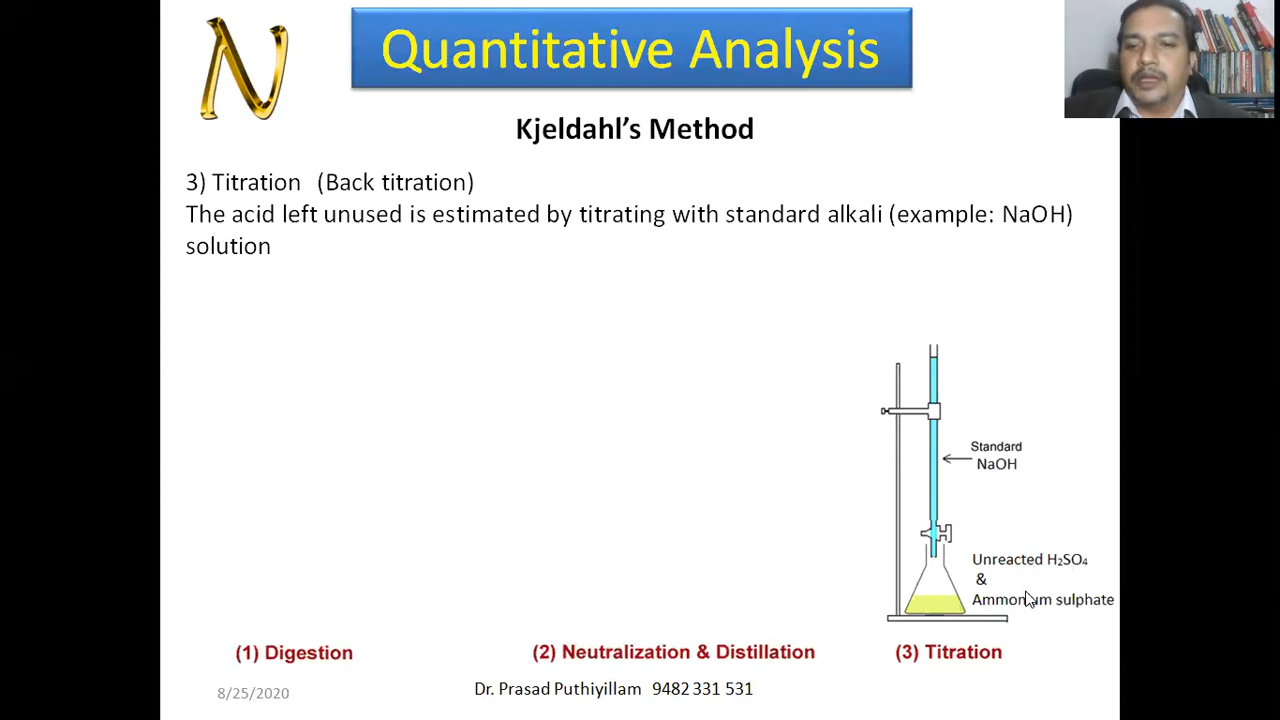 N
Quantitative Analysis
Kjeldahl’s Method
3) Titration (Back titration)
The acid left unused is estimated by titrating with standard alkali (example: NaOH)
solution
Standard
NaOH
Unreacted H₂SO₄
&
Ammonium sulphate
(1) Digestion
(2) Neutralization & Distillation
(3) Titration
8/25/2020
Dr. Prasad Puthiyillam 9482 331 531